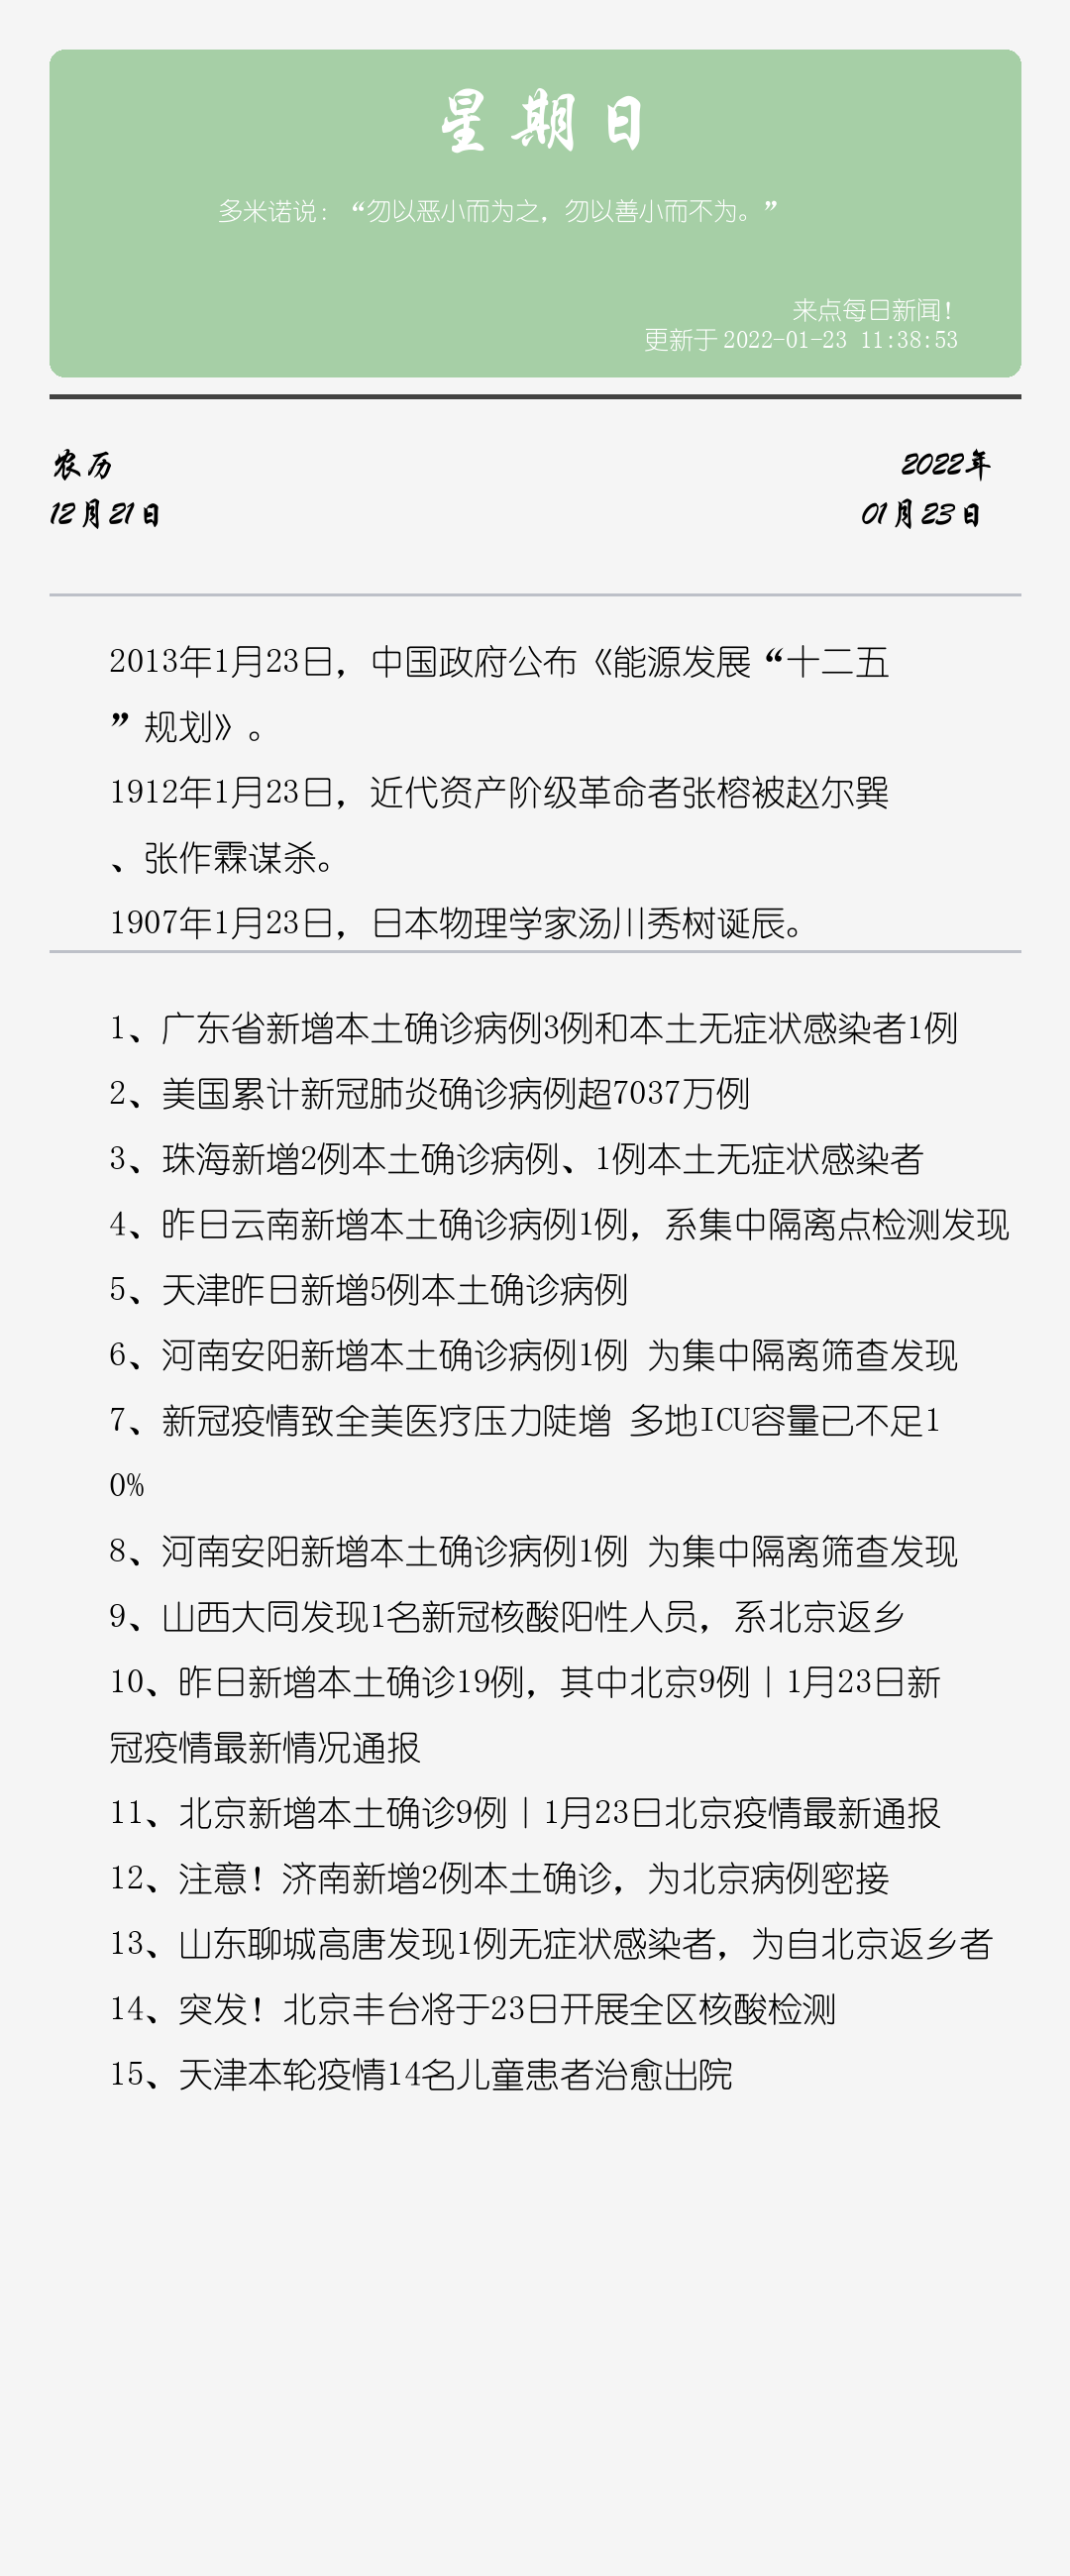 星期日
多米诺说：“勿以恶小而为之，勿以善小而不为。”
来点每日新闻！
更新于 2022-01-23 11:38:53
农历
2022年
12月21日
01月23日
2013年1月23日，中国政府公布《能源发展“十二五
”规划》。
1912年1月23日，近代资产阶级革命者张榕被赵尔巽
、张作霖谋杀。
1907年1月23日，日本物理学家汤川秀树诞辰。
1、广东省新增本土确诊病例3例和本土无症状感染者1例
2、美国累计新冠肺炎确诊病例超7037万例
3、珠海新增2例本土确诊病例、1例本土无症状感染者
4、昨日云南新增本土确诊病例1例，系集中隔离点检测发现
5、天津昨日新增5例本土确诊病例
6、河南安阳新增本土确诊病例1例 为集中隔离筛查发现
7、新冠疫情致全美医疗压力陡增 多地ICU容量已不足1
0%
8、河南安阳新增本土确诊病例1例 为集中隔离筛查发现
9、山西大同发现1名新冠核酸阳性人员，系北京返乡
10、昨日新增本土确诊19例，其中北京9例｜1月23日新
冠疫情最新情况通报
11、北京新增本土确诊9例｜1月23日北京疫情最新通报
12、注意！济南新增2例本土确诊，为北京病例密接
13、山东聊城高唐发现1例无症状感染者，为自北京返乡者
14、突发！北京丰台将于23日开展全区核酸检测
15、天津本轮疫情14名儿童患者治愈出院